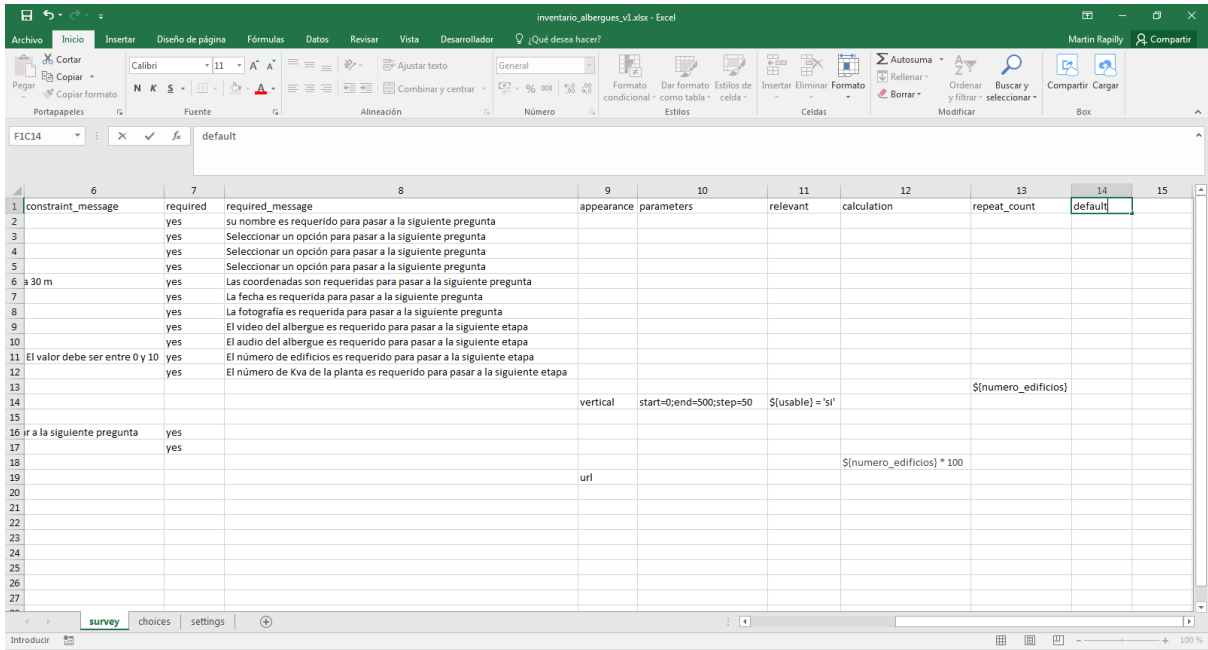 inventario_albergues_v1.xlsx - Excel
Archivo Inicio Insertar Diseño de página Fórmulas Datos Revisar Vista Desarrollador ¿Qué desea hacer? Martin Rapilly Compartir
Pegar Cortar Copiar Copiar formato
Calibri 11 A A
N K S A
Ajustar texto
Combinar y centrar
General
% 000
Formato condicional Dar formato como tabla Estilos de celda
Insertar Eliminar Formato
Autosuma Rellenar Borrar
Ordenar y filtrar Buscar y seleccionar
Compartir Cargar
Portapapeles Fuente Alineación Número Estilos Celdas Modificar Box
F1C14 fx default
6 7 8 9 10 11 12 13 14 15
1 constraint_message required required_message appearance parameters relevant calculation repeat_count default
2 yes su nombre es requerido para pasar a la siguiente pregunta
3 yes Seleccionar un opción para pasar a la siguiente pregunta
4 yes Seleccionar un opción para pasar a la siguiente pregunta
5 yes Seleccionar un opción para pasar a la siguiente pregunta
6 a 30 m yes Las coordenadas son requeridas para pasar a la siguiente pregunta
7 yes La fecha es requerida para pasar a la siguiente pregunta
8 yes La fotografía es requerida para pasar a la siguiente pregunta
9 yes El video del albergue es requerido para pasar a la siguiente etapa
10 yes El audio del albergue es requerido para pasar a la siguiente etapa
11 El valor debe ser entre 0 y 10 yes El número de edificios es requerido para pasar a la siguiente etapa
12 yes El número de Kva de la planta es requerido para pasar a la siguiente etapa
13 ${numero_edificios}
14 vertical start=0;end=500;step=50 ${usable} = 'si'
15
16 r a la siguiente pregunta yes
17 yes
18 ${numero_edificios} * 100
19 url
20
21
22
23
24
25
26
27
survey choices settings
Introducir 100 %